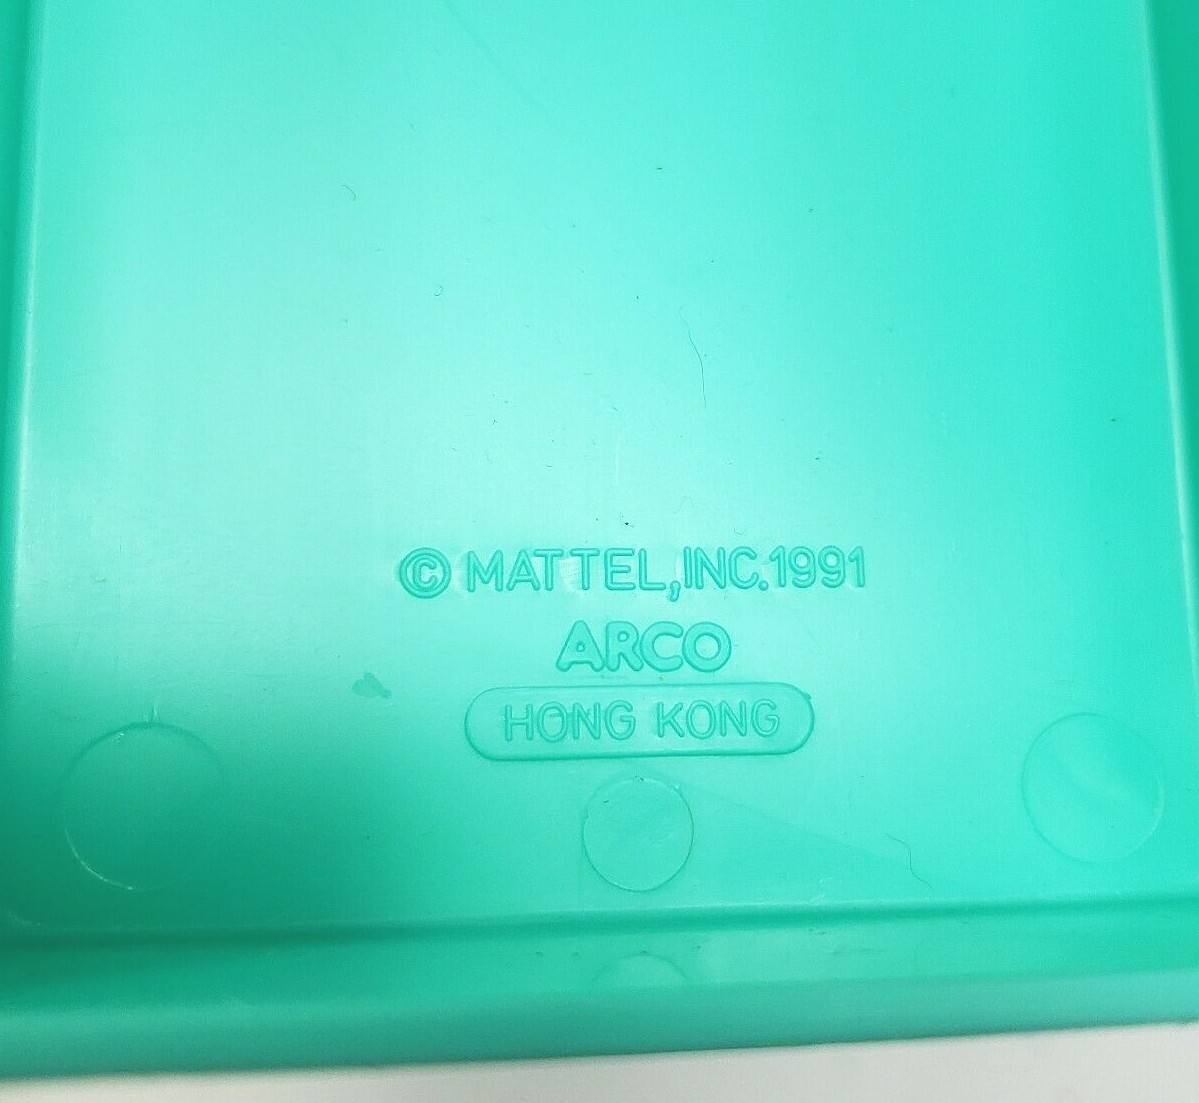 © MATTEL, INC. 1991
ARCO
HONG KONG